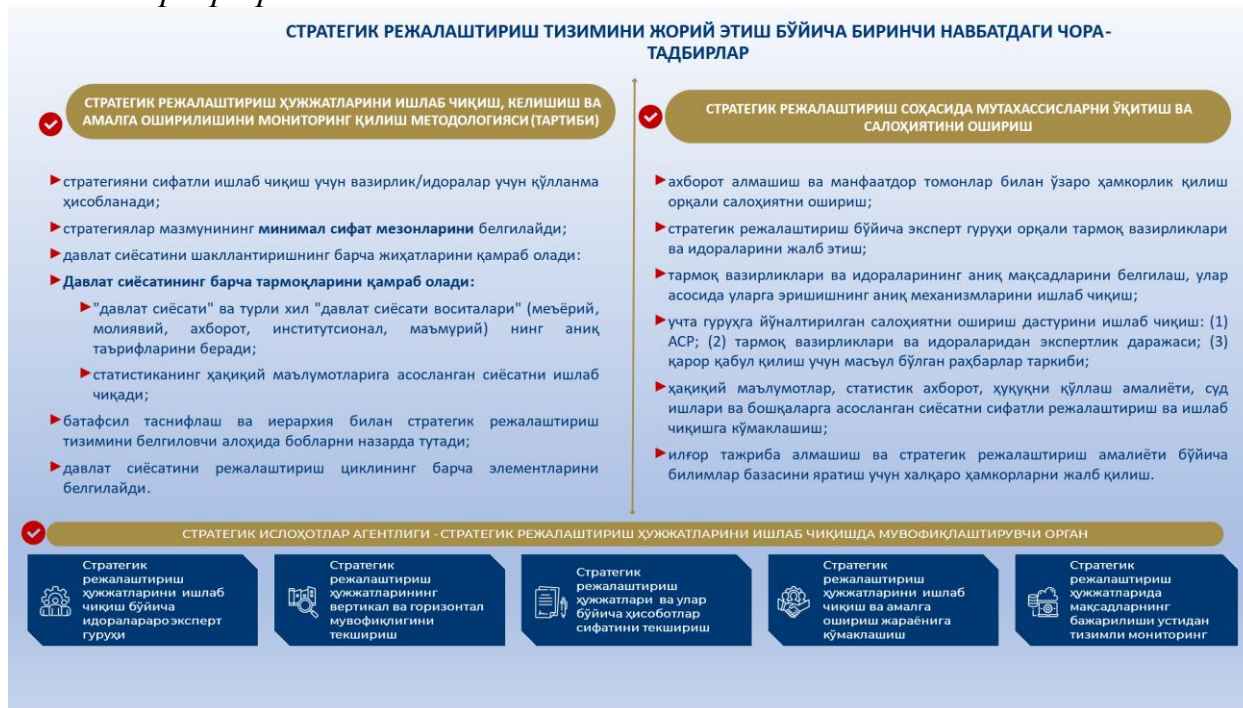 СТРАТЕГИК РЕЖАЛАШТИРИШ ТИЗИМИНИ ЖОРИЙ ЭТИШ БЎЙИЧА БИРИНЧИ НАВБАТДАГИ ЧОРА-
ТАДБИРЛАР
СТРАТЕГИК РЕЖАЛАШТИРИШ ҲУЖЖАТЛАРИНИ ИШЛАБ ЧИҚИШ, КЕЛИШИШ ВА
АМАЛГА ОШИРИЛИШИНИ МОНИТОРИНГ ҚИЛИШ МЕТОДОЛОГИЯСИ (ТАРТИБИ)
стратегияни сифатли ишлаб чиқиш учун вазирлик/идоралар учун қўлланма
ҳисобланади;
стратегиялар мазмунининг минимал сифат мезонларини белгилайди;
давлат сиёсатини шакллантиришнинг барча жиҳатларини қамраб олади:
Давлат сиёсатининг барча тармоқларини қамраб олади:
"давлат сиёсати" ва турли хил "давлат сиёсати воситалари" (меъёрий,
молиявий, ахборот, институтсионал, маъмурий) нинг аниқ
таърифларини беради;
статистиканинг ҳақиқий маълумотларига асосланган сиёсатни ишлаб
чиқади;
батафсил таснифлаш ва иерархия билан стратегик режалаштириш
тизимини белгиловчи алоҳида бобларни назарда тутади;
давлат сиёсатини режалаштириш циклининг барча элементларини
белгилайди.
СТРАТЕГИК РЕЖАЛАШТИРИШ СОҲАСИДА МУТАХАССИСЛАРНИ ЎҚИТИШ ВА
САЛОҲИЯТИНИ ОШИРИШ
ахборот алмашиш ва манфаатдор томонлар билан ўзаро ҳамкорлик қилиш
орқали салоҳиятни ошириш;
стратегик режалаштириш бўйича эксперт гуруҳи орқали тармоқ вазирликлари
ва идораларини жалб этиш;
тармоқ вазирликлари ва идораларининг аниқ мақсадларини белгилаш, улар
асосида уларга эришишнинг аниқ механизмларини ишлаб чиқиш;
учта гуруҳга йўналтирилган салоҳиятни ошириш дастурини ишлаб чиқиш: (1)
АСР; (2) тармоқ вазирликлари ва идораларидан экспертлик даражаси; (3)
қарор қабул қилиш учун масъул бўлган раҳбарлар таркиби;
ҳақиқий маълумотлар, статистик ахборот, ҳуқуқни қўллаш амалиёти, суд
ишлари ва бошқаларга асосланган сиёсатни сифатли режалаштириш ва ишлаб
чиқишга кўмаклашиш;
илғор тажриба алмашиш ва стратегик режалаштириш амалиёти бўйича
билимлар базасини яратиш учун халқаро ҳамкорларни жалб қилиш.
СТРАТЕГИК ИСЛОҲОТЛАР АГЕНТЛИГИ - СТРАТЕГИК РЕЖАЛАШТИРИШ ҲУЖЖАТЛАРИНИ ИШЛАБ ЧИҚИШДА МУВОФИҚЛАШТИРУВЧИ ОРГАН
Стратегик
режалаштириш
ҳужжатларини ишлаб
чиқиш бўйича
идоралараро эксперт
гуруҳи
Стратегик
режалаштириш
ҳужжатларининг
вертикал ва горизонтал
мувофиқлигини
текшириш
Стратегик
режалаштириш
ҳужжатлари ва улар
бўйича ҳисоботлар
сифатини текшириш
Стратегик
режалаштириш
ҳужжатларини ишлаб
чиқиш ва амалга
ошириш жараёнига
кўмаклашиш
Стратегик
режалаштириш
ҳужжатларида
мақсадларнинг
бажарилиши устидан
тизимли мониторинг